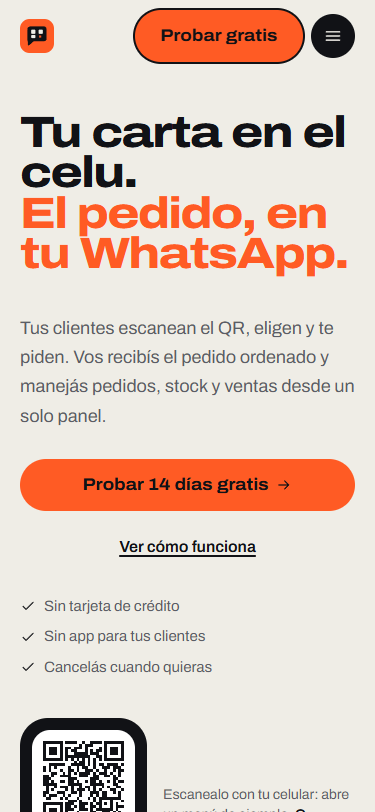 Probar gratis
Tu carta en el
celu.
El pedido, en
tu WhatsApp.
Tus clientes escanean el QR, eligen y te
piden. Vos recibís el pedido ordenado y
manejás pedidos, stock y ventas desde un
solo panel.
Probar 14 días gratis →
Ver cómo funciona
Sin tarjeta de crédito
Sin app para tus clientes
Cancelás cuando quieras
Escanealo con tu celular: abre